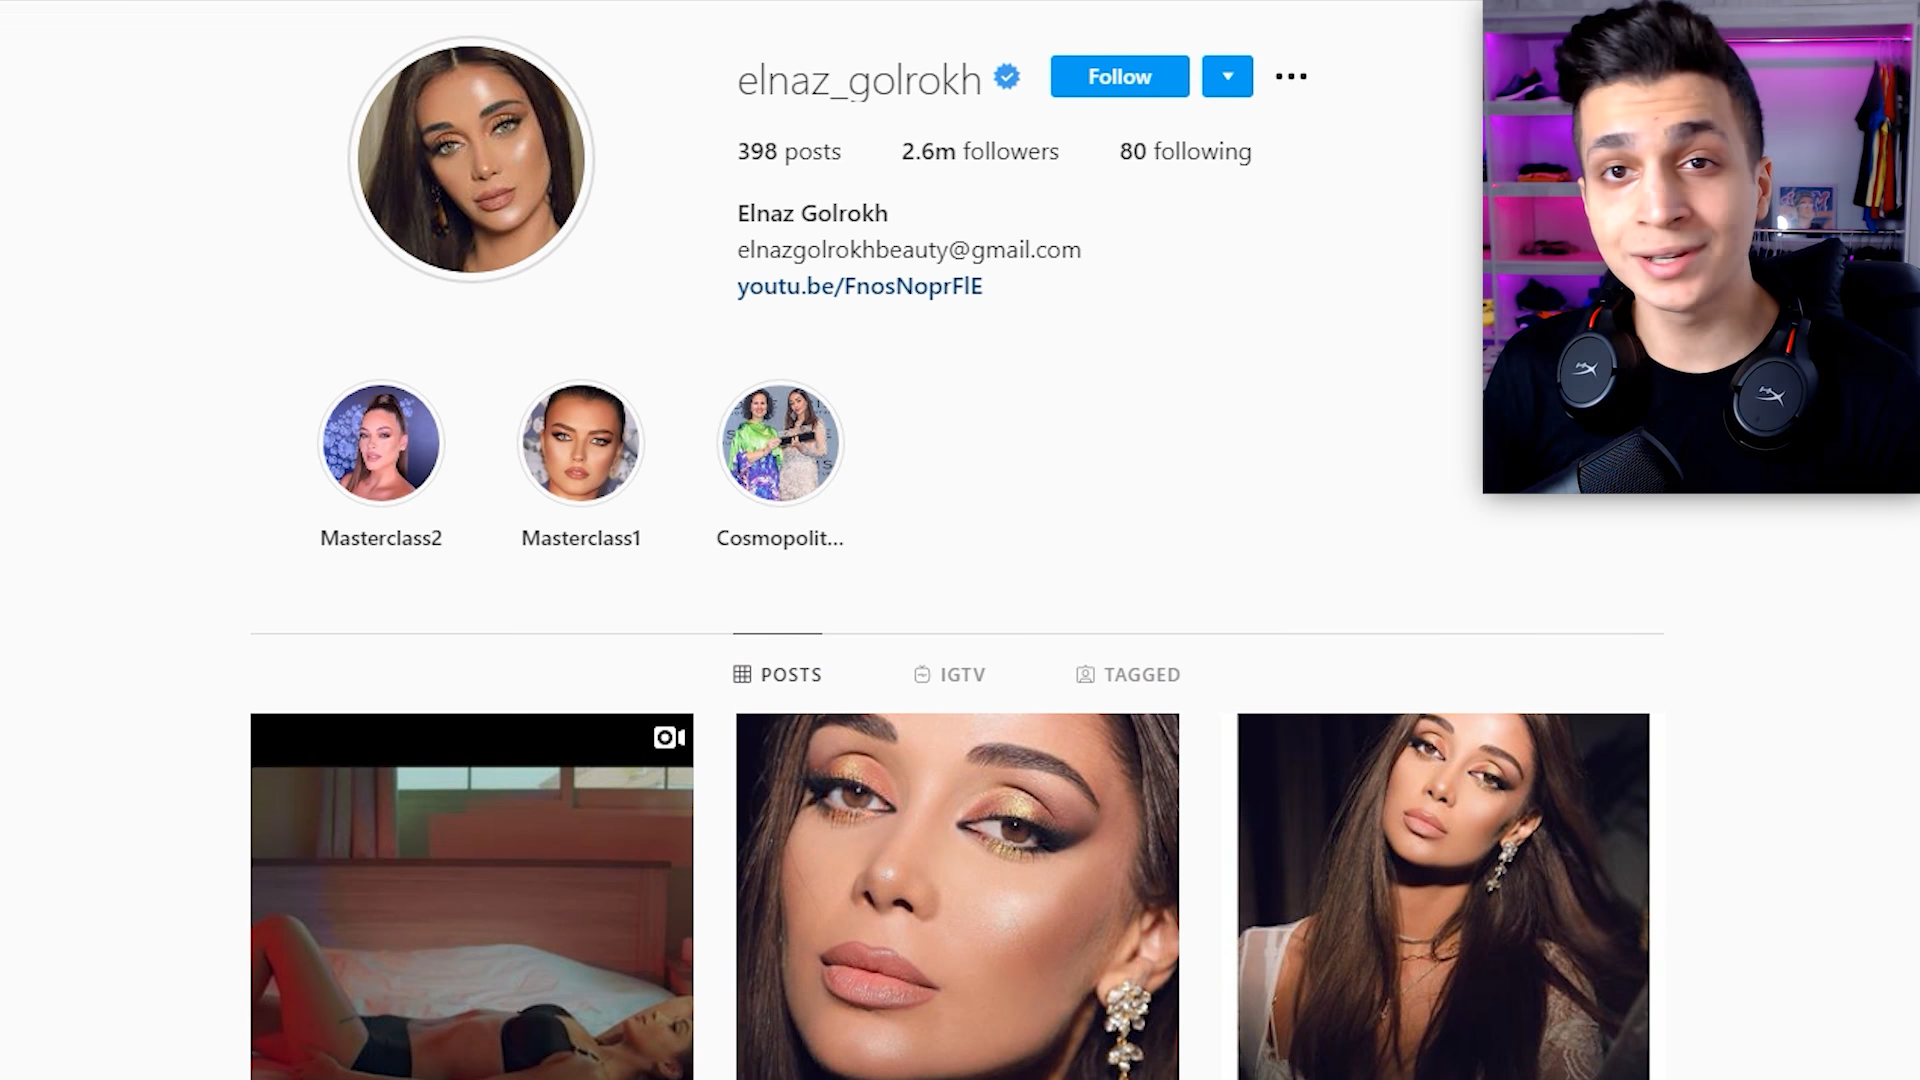 elnaz_golrokh
Follow
398 posts 2.6m followers 80 following
Elnaz Golrokh
elnazgolrokhbeauty@gmail.com
youtu.be/FnosNoprFlE
Masterclass2 Masterclass1 Cosmopolit...
POSTS IGTV TAGGED